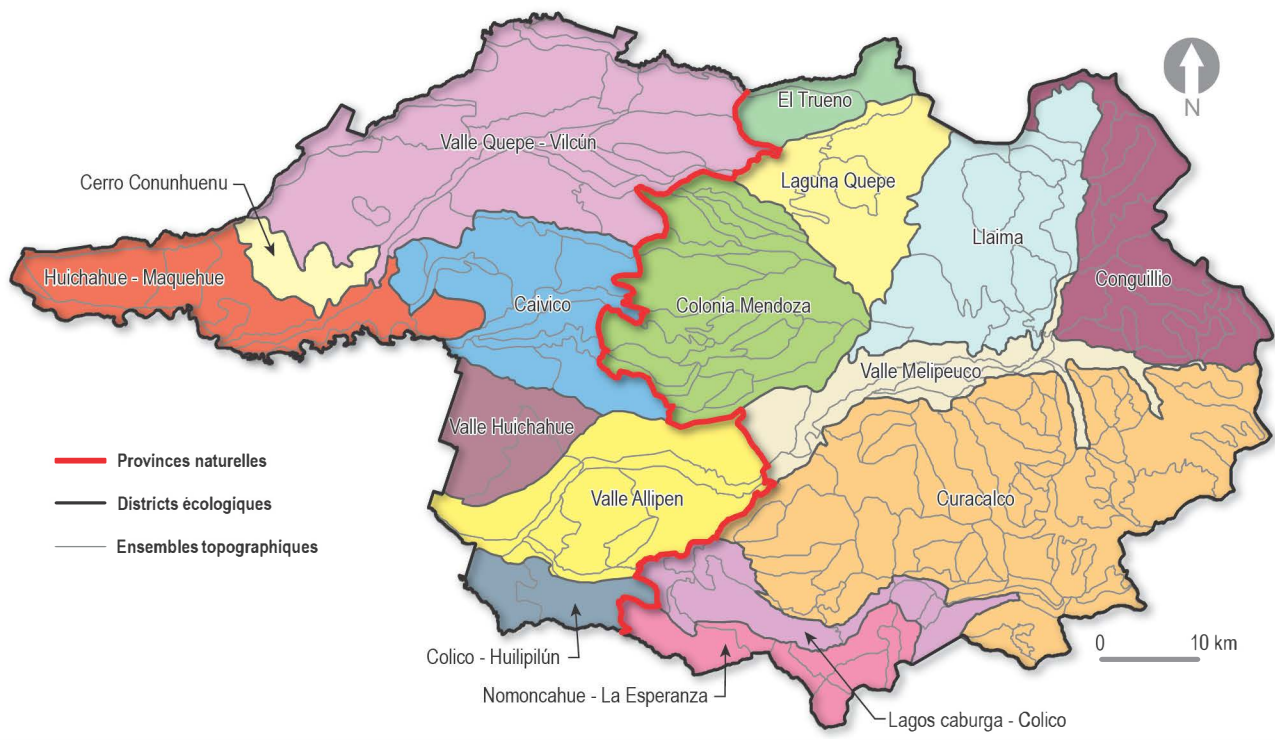 El Trueno
N
Valle Quepe - Vilcún
Cerro Conunhuenu
Laguna Quepe
Llaima
Huichahue - Maquehue
Conguillio
Caivico
Colonia Mendoza
Valle Melipeuco
Valle Huichahue
Provinces naturelles
Valle Allipen
Curacalco
Districts écologiques
Ensembles topographiques
0 10 km
Colico - Huilipilún
Nomoncahue - La Esperanza
Lagos caburga - Colico